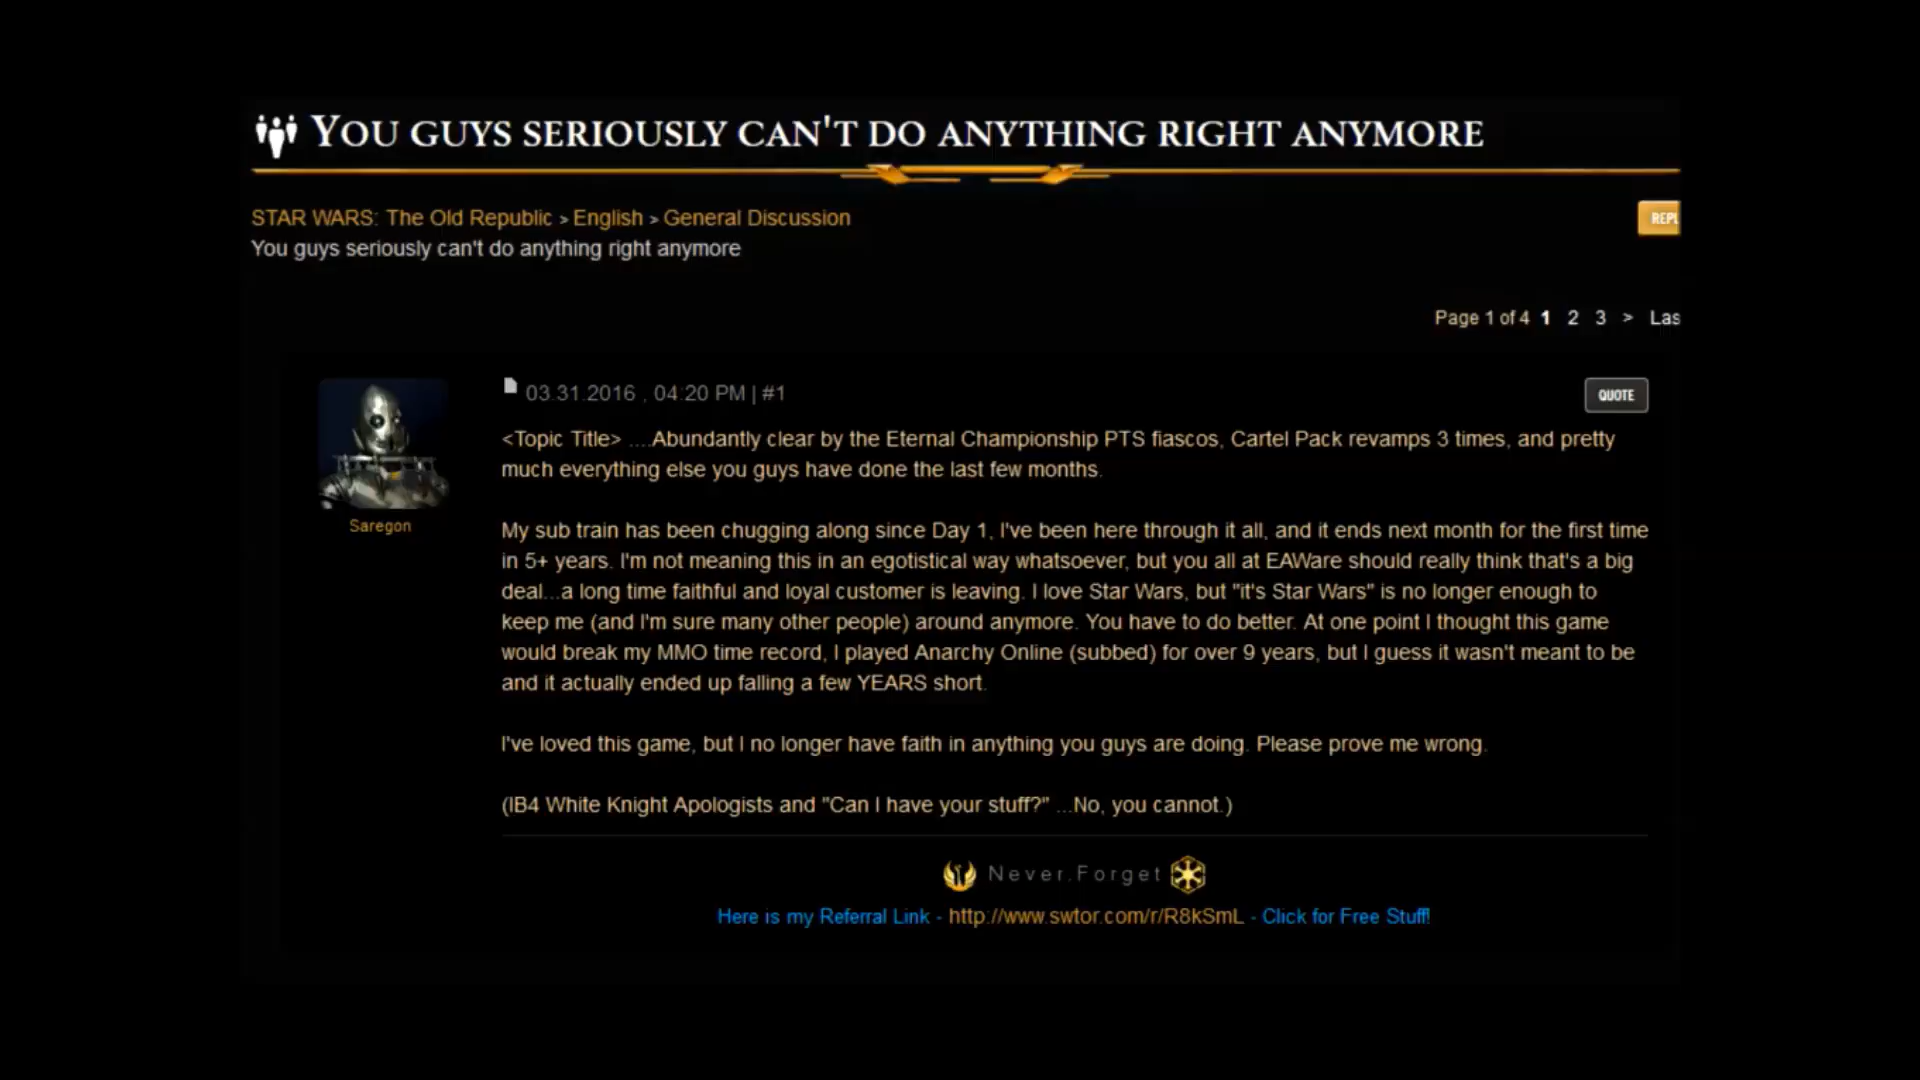 You guys seriously can't do anything right anymore
STAR WARS: The Old Republic > English > General Discussion
You guys seriously can't do anything right anymore
REPL
Page 1 of 4 1 2 3 > Las
03.31.2016 , 04:20 PM | #1
QUOTE
Saregon
<Topic Title> ....Abundantly clear by the Eternal Championship PTS fiascos, Cartel Pack revamps 3 times, and pretty
much everything else you guys have done the last few months.
My sub train has been chugging along since Day 1, I've been here through it all, and it ends next month for the first time
in 5+ years. I'm not meaning this in an egotistical way whatsoever, but you all at EAWare should really think that's a big
deal...a long time faithful and loyal customer is leaving. I love Star Wars, but "it's Star Wars" is no longer enough to
keep me (and I'm sure many other people) around anymore. You have to do better. At one point I thought this game
would break my MMO time record, I played Anarchy Online (subbed) for over 9 years, but I guess it wasn't meant to be
and it actually ended up falling a few YEARS short.
I've loved this game, but I no longer have faith in anything you guys are doing. Please prove me wrong.
(IB4 White Knight Apologists and "Can I have your stuff?" ...No, you cannot.)
Never.Forget
Here is my Referral Link - http://www.swtor.com/r/R8kSmL - Click for Free Stuff!